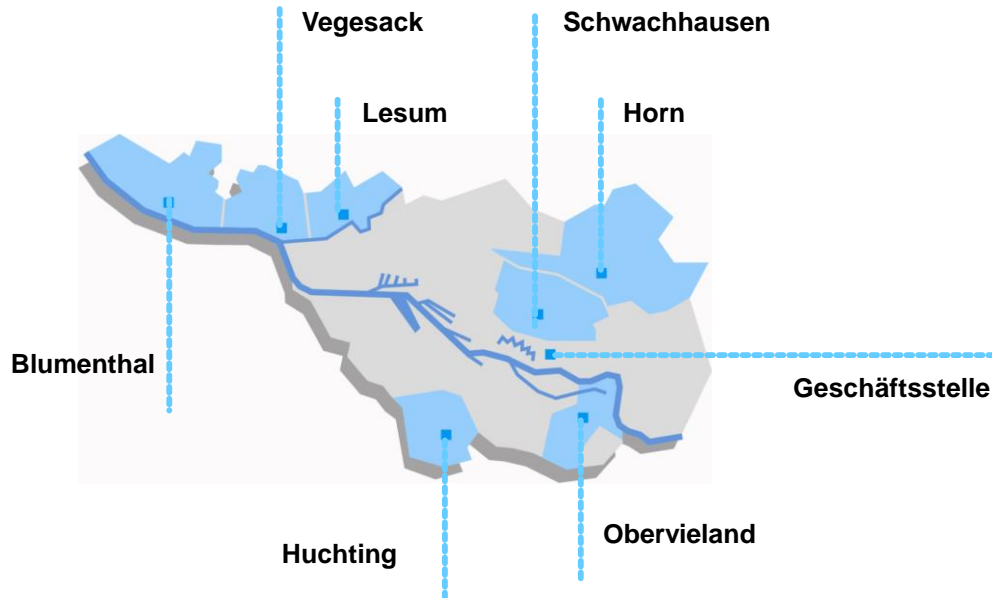 Vegesack
Schwachhausen
Lesum
Horn
Blumenthal
Geschäftsstelle
Obervieland
Huchting